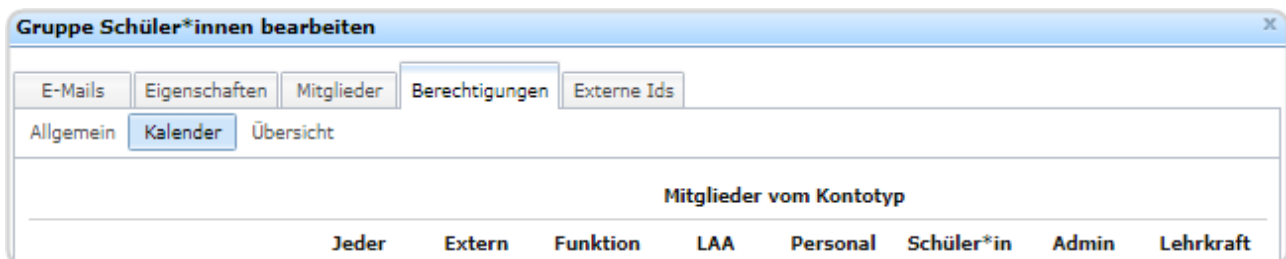 Gruppe Schüler*innen bearbeiten x
E-Mails Eigenschaften Mitglieder Berechtigungen Externe Ids
Allgemein Kalender Übersicht
Mitglieder vom Kontotyp
Jeder Extern Funktion LAA Personal Schüler*in Admin Lehrkraft